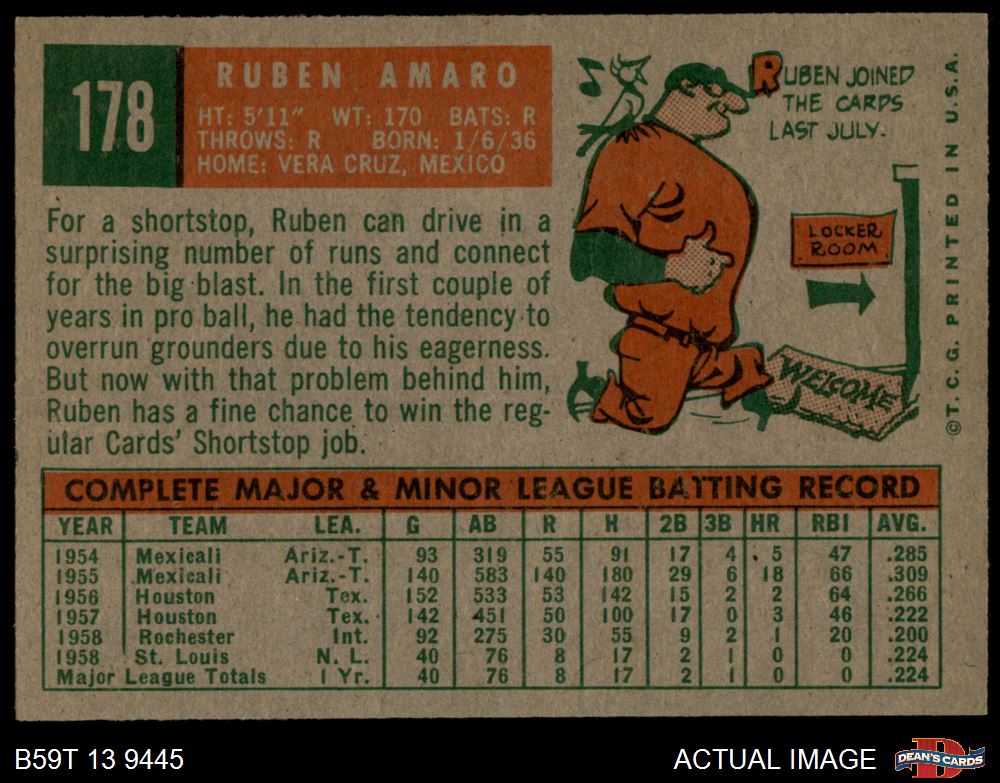 178
RUBEN AMARO
HT: 5'11" WT: 170 BATS: R
THROWS: R BORN: 1/6/36
HOME: VERA CRUZ, MEXICO
RUBEN JOINED
THE CARDS
LAST JULY.
LOCKER
ROOM
WELCOME
©T. C. G. PRINTED IN U.S.A.
For a shortstop, Ruben can drive in a
surprising number of runs and connect
for the big blast. In the first couple of
years in pro ball, he had the tendency to
overrun grounders due to his eagerness.
But now with that problem behind him,
Ruben has a fine chance to win the reg-
ular Cards' Shortstop job.
COMPLETE MAJOR & MINOR LEAGUE BATTING RECORD
YEAR TEAM LEA. G AB R H 2B 3B HR RBI AVG.
1954 Mexicali Ariz.-T. 93 319 55 91 17 4 5 47 .285
1955 Mexicali Ariz.-T. 140 583 140 180 29 6 18 66 .309
1956 Houston Tex. 152 533 53 142 15 2 2 64 .266
1957 Houston Tex. 142 451 50 100 17 0 3 46 .222
1958 Rochester Int. 92 275 30 55 9 2 1 20 .200
1958 St. Louis N. L. 40 76 8 17 2 1 0 0 .224
Major League Totals 1 Yr. 40 76 8 17 2 1 0 0 .224
B59T 13 9445
ACTUAL IMAGE
D
DEAN'S CARDS